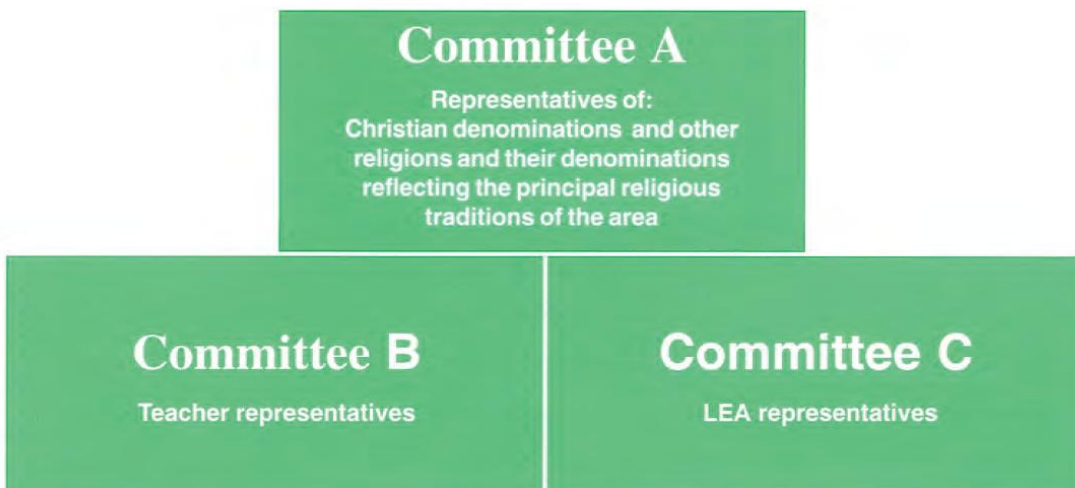 Committee A
Representatives of:
Christian denominations and other
religions and their denominations
reflecting the principal religious
traditions of the area
Committee B
Teacher representatives
Committee C
LEA representatives